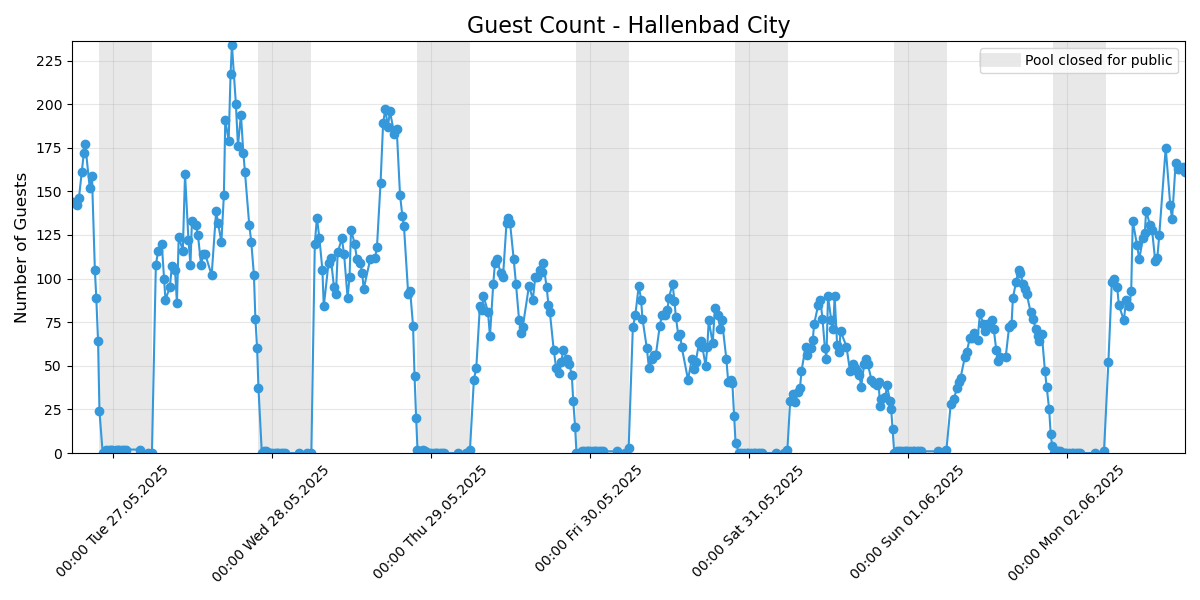 Guest Count - Hallenbad City
Pool closed for public
Number of Guests
225
200
175
150
125
100
75
50
25
0
00:00 Tue 27.05.2025
00:00 Wed 28.05.2025
00:00 Thu 29.05.2025
00:00 Fri 30.05.2025
00:00 Sat 31.05.2025
00:00 Sun 01.06.2025
00:00 Mon 02.06.2025